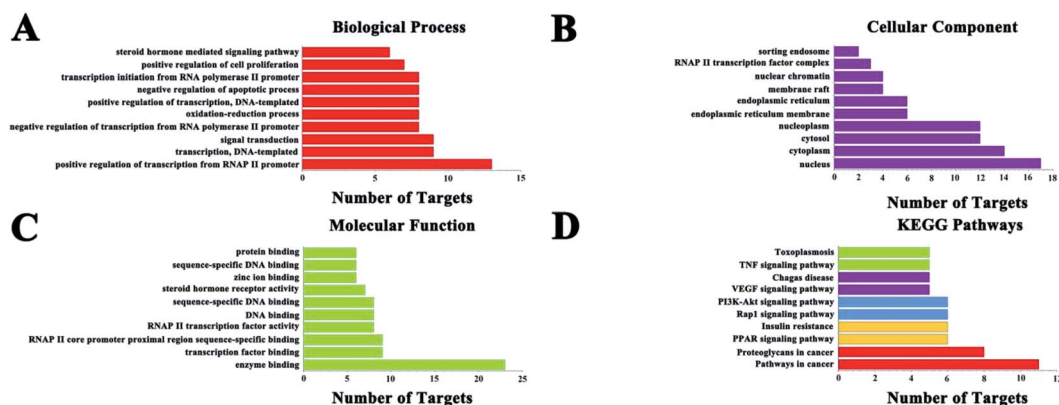 A
Biological Process
steroid hormone mediated signaling pathway
positive regulation of cell proliferation
transcription initiation from RNA polymerase II promoter
negative regulation of apoptotic process
positive regulation of transcription, DNA-templated
oxidation-reduction process
negative regulation of transcription from RNA polymerase II promoter
signal transduction
transcription, DNA-templated
positive regulation of transcription from RNAP II promoter
0 5 10 15
Number of Targets
B
Cellular Component
sorting endosome
RNAP II transcription factor complex
nuclear chromatin
membrane raft
endoplasmic reticulum
endoplasmic reticulum membrane
nucleoplasm
cytosol
cytoplasm
nucleus
0 2 4 6 8 10 12 14 16 18
Number of Targets
C
Molecular Function
protein binding
sequence-specific DNA binding
zinc ion binding
steroid hormone receptor activity
sequence-specific DNA binding
DNA binding
RNAP II transcription factor activity
RNAP II core promoter proximal region sequence-specific binding
transcription factor binding
enzyme binding
0 5 10 15 20 25
Number of Targets
D
KEGG Pathways
Toxoplasmosis
TNF signaling pathway
Chagas disease
VEGF signaling pathway
PI3K-Akt signaling pathway
Rap1 signaling pathway
Insulin resistance
PPAR signaling pathway
Proteoglycans in cancer
Pathways in cancer
0 2 4 6 8 10 12
Number of Targets